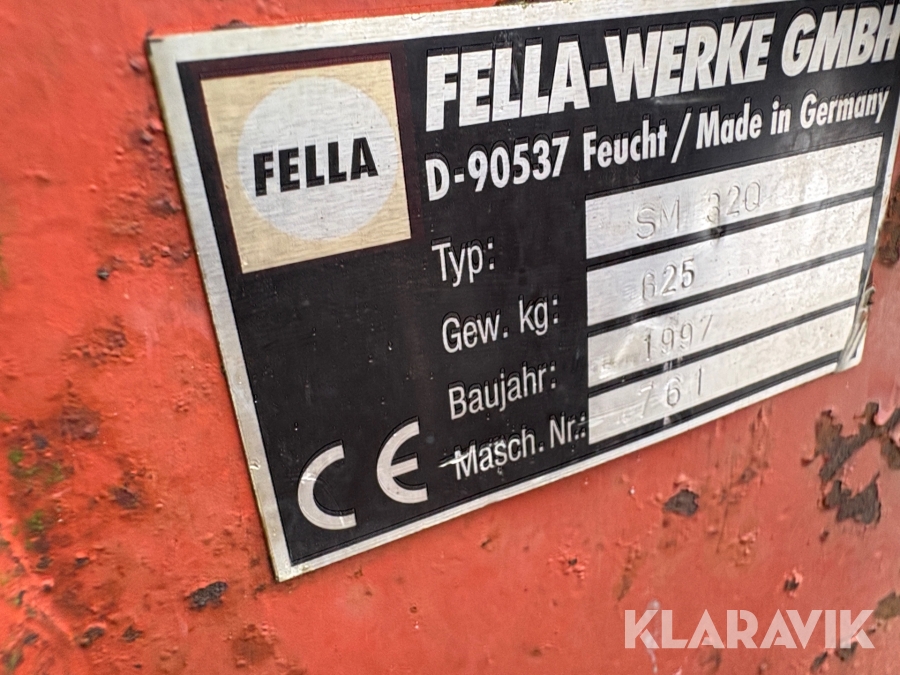 FELLA
FELLA-WERKE GMBH
D-90537 Feucht / Made in Germany
Typ: SM 320
Gew. kg: 625
Baujahr: 1997
Masch. Nr.: 761
CE
KLARAVIK